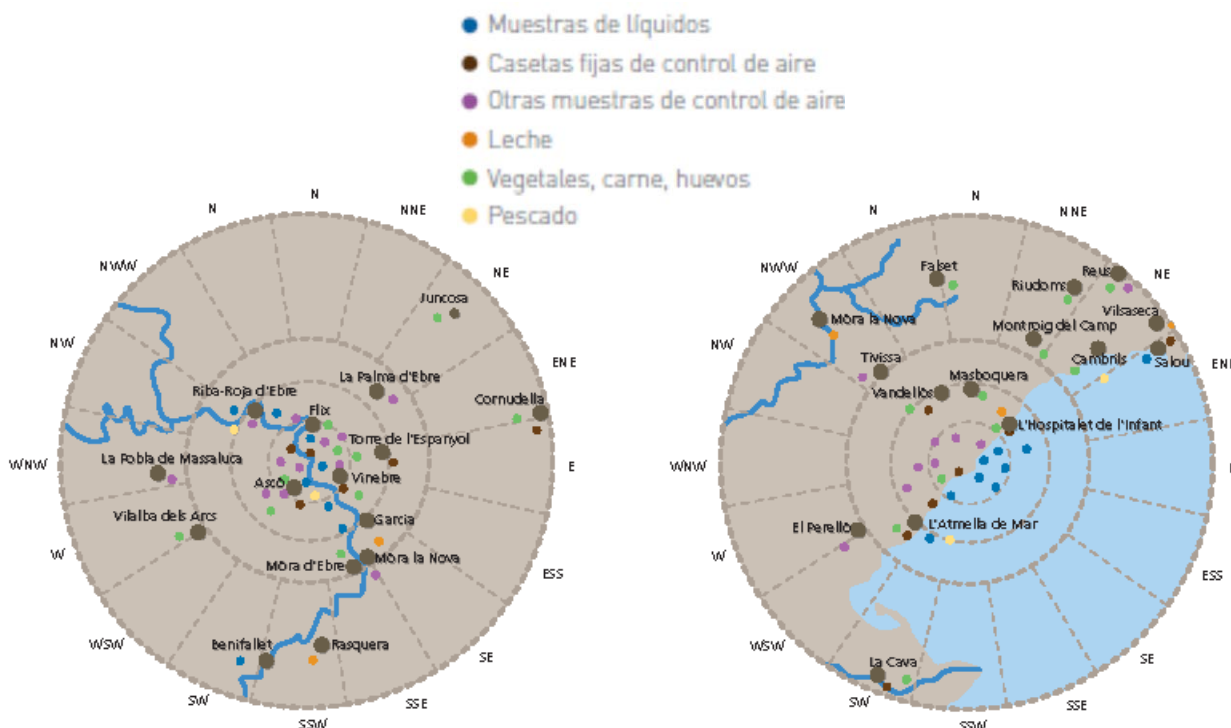 Muestras de líquidos
Casetas fijas de control de aire
Otras muestras de control de aire
Leche
Vegetales, carne, huevos
Pescado
N
N
NNE
NWW
NE
Juncosa
NW
ENE
La Palma d'Ebre
Riba-Roja d'Ebre
Cornudella
Flix
Torre de l'Espanyol
WNW
La Pobla de Massaluca
E
Vinebre
Ascó
Vilalba dels Arcs
Garcia
W
Móra la Nova
Móra d'Ebre
ESS
WSW
Benifallet
Rasquera
SE
SW
SSE
SSW
N
NNE
NWW
Falset
Reus
NE
Riudoms
Vilsaseca
Móra la Nova
Montroig del Camp
NW
Tivissa
Cambrils
Salou
ENE
Masboquera
Vandellòs
L'Hospitalet de l'Infant
WNW
El Perelló
L'Atmella de Mar
W
ESS
WSW
La Cava
SE
SW
SSE
SSW